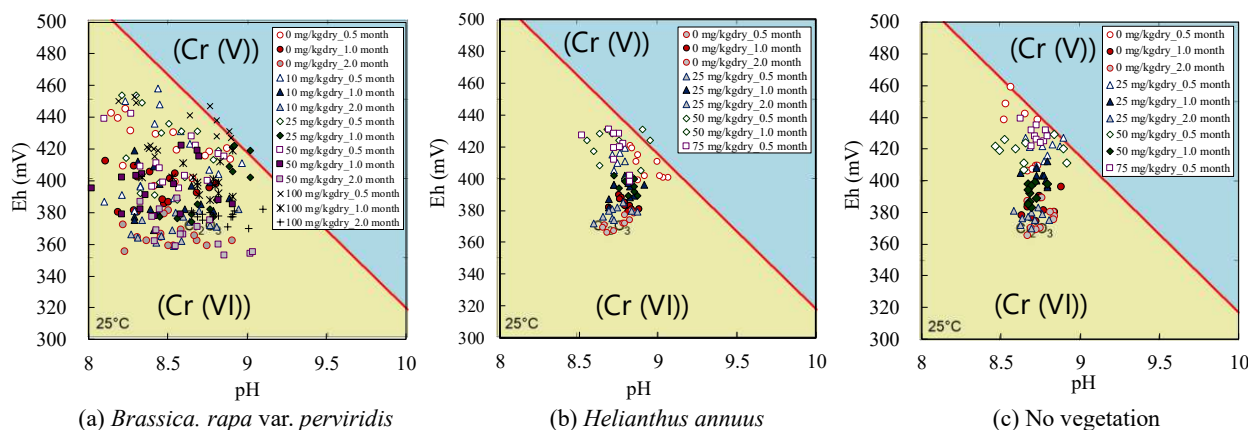 500
480
460
440
420
400
380
360
340
320
300
Eh (mV)
(Cr (V))
(Cr (VI))
25°C
2
3
0 mg/kgdry_0.5 month
0 mg/kgdry_1.0 month
0 mg/kgdry_2.0 month
10 mg/kgdry_0.5 month
10 mg/kgdry_1.0 month
10 mg/kgdry_2.0 month
25 mg/kgdry_0.5 month
25 mg/kgdry_1.0 month
50 mg/kgdry_0.5 month
50 mg/kgdry_1.0 month
50 mg/kgdry_2.0 month
100 mg/kgdry_0.5 month
100 mg/kgdry_1.0 month
100 mg/kgdry_2.0 month
8 8.5 9 9.5 10
pH
(a) Brassica. rapa var. perviridis
500
480
460
440
420
400
380
360
340
320
300
Eh (mV)
(Cr (V))
(Cr (VI))
25°C
3
0 mg/kgdry_0.5 month
0 mg/kgdry_1.0 month
0 mg/kgdry_2.0 month
25 mg/kgdry_0.5 month
25 mg/kgdry_1.0 month
25 mg/kgdry_2.0 month
50 mg/kgdry_0.5 month
50 mg/kgdry_1.0 month
75 mg/kgdry_0.5 month
8 8.5 9 9.5 10
pH
(b) Helianthus annuus
500
480
460
440
420
400
380
360
340
320
300
Eh (mV)
(Cr (V))
(Cr (VI))
25°C
3
0 mg/kgdry_0.5 month
0 mg/kgdry_1.0 month
0 mg/kgdry_2.0 month
25 mg/kgdry_0.5 month
25 mg/kgdry_1.0 month
25 mg/kgdry_2.0 month
50 mg/kgdry_0.5 month
50 mg/kgdry_1.0 month
75 mg/kgdry_0.5 month
8 8.5 9 9.5 10
pH
(c) No vegetation